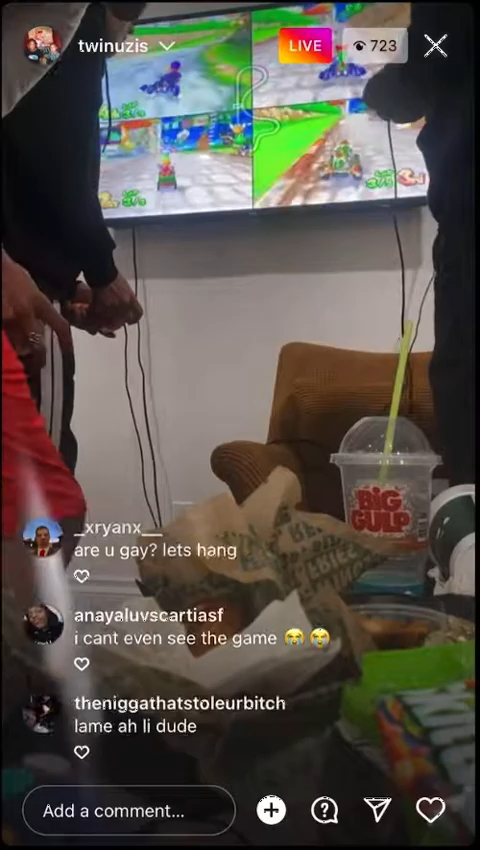 twinuzis
LIVE
723
BIG
GULP
_xryanx__
are u gay? lets hang
anayaluvscartiasf
i cant even see the game 😭😭
theniggathatstoleurbitch
lame ah li dude
Add a comment...